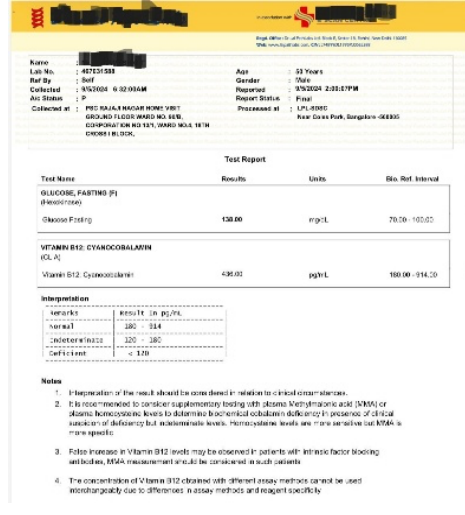 Name :
Lab No. : 467031588
Ref By : Self
Collected : 9/5/2024 6:32:00AM
A/c Status : P
Collected at : PSC RAJAJI NAGAR HOME VISIT
GROUND FLOOR WARD NO.
CORPORATION NO 10/1, WARD NO.4, 19TH
CROSS I BLOCK,
Age : 53 Years
Gender : Male
Reported : 9/5/2024 2:03:07PM
Report Status : Final
Processed at : LPL-BDSC
Near Coles Park, Bangalore -560005
Test Report
Test Name Results Units Bio. Ref. Interval
GLUCOSE, FASTING (F)
(Hexokinase)
Glucose Fasting 138.00 mg/dL 70.00 - 100.00
VITAMIN B12; CYANOCOBALAMIN
(CLIA)
Vitamin B12; Cyanocobalamin 436.00 pg/mL 180.00 - 914.00
Interpretation
Remarks Result in pg/mL
Normal 180 - 914
Indeterminate 120 - 180
Deficient < 120
Notes
1. Interpretation of the result should be considered in relation to clinical circumstances.
2. It is recommended to consider supplementary testing with plasma Methylmalonic acid (MMA) or
plasma homocysteine levels to determine biochemical cobalamin deficiency in presence of clinical
suspicion of deficiency but indeterminate levels. Homocysteine levels are more sensitive but MMA is
more specific
3. False increase in Vitamin B12 levels may be observed in patients with intrinsic factor blocking
antibodies, MMA measurement should be considered in such patients
4. The concentration of Vitamin B12 obtained with different assay methods cannot be used
interchangeably due to differences in assay methods and reagent specificity